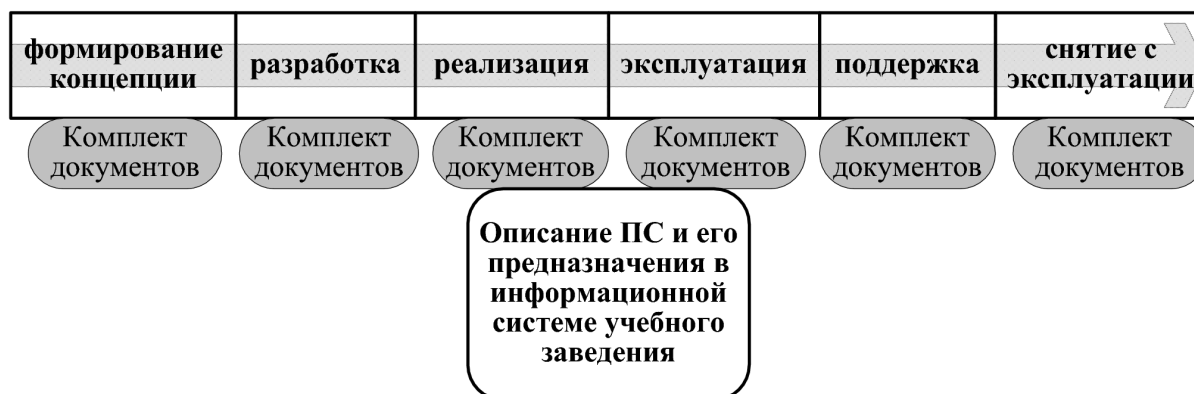 формирование
концепции
разработка
реализация
эксплуатация
поддержка
снятие с
эксплуатации
Комплект
документов
Комплект
документов
Комплект
документов
Комплект
документов
Комплект
документов
Комплект
документов
Описание ПС и его
предназначения в
информационной
системе учебного
заведения